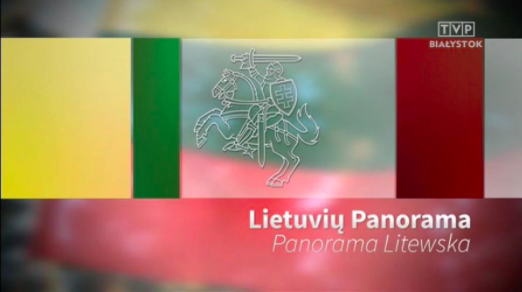 TVP
BIAŁYSTOK
Lietuvių Panorama
Panorama Litewska